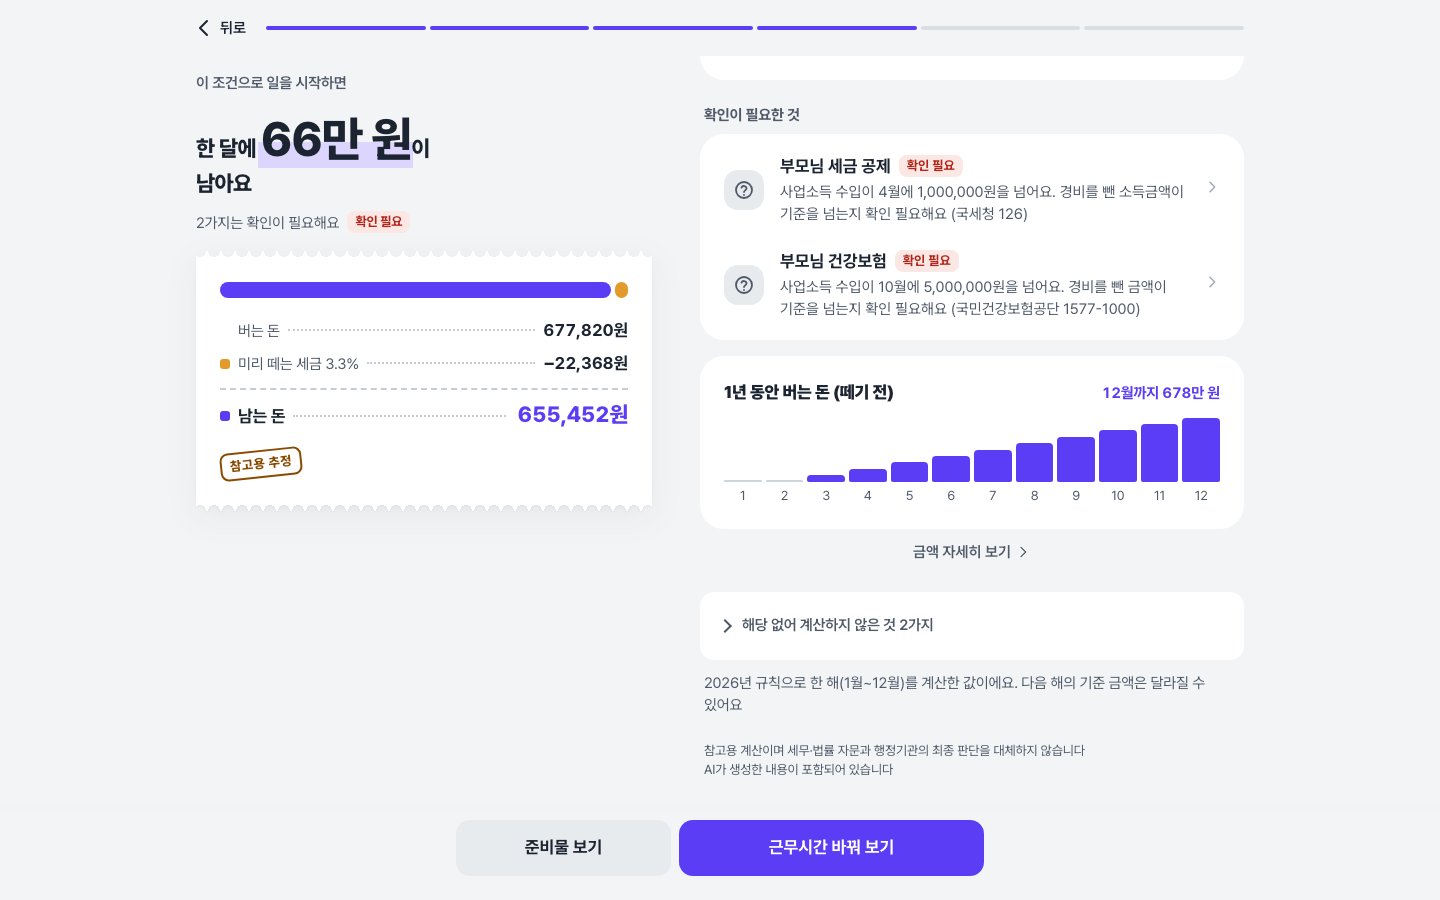 뒤로
이 조건으로 일을 시작하면
한 달에 66만 원이
남아요
2가지는 확인이 필요해요 확인 필요
버는 돈 677,820원
미리 떼는 세금 3.3% −22,368원
남는 돈 655,452원
참고용 추정
확인이 필요한 것
부모님 세금 공제 확인 필요
사업소득 수입이 4월에 1,000,000원을 넘어요. 경비를 뺀 소득금액이
기준을 넘는지 확인 필요해요 (국세청 126)
부모님 건강보험 확인 필요
사업소득 수입이 10월에 5,000,000원을 넘어요. 경비를 뺀 금액이
기준을 넘는지 확인 필요해요 (국민건강보험공단 1577-1000)
1년 동안 버는 돈 (떼기 전) 12월까지 678만 원
1 2 3 4 5 6 7 8 9 10 11 12
금액 자세히 보기
해당 없어 계산하지 않은 것 2가지
2026년 규칙으로 한 해(1월~12월)를 계산한 값이에요. 다음 해의 기준 금액은 달라질 수
있어요
참고용 계산이며 세무·법률 자문과 행정기관의 최종 판단을 대체하지 않습니다
AI가 생성한 내용이 포함되어 있습니다
준비물 보기 근무시간 바꿔 보기